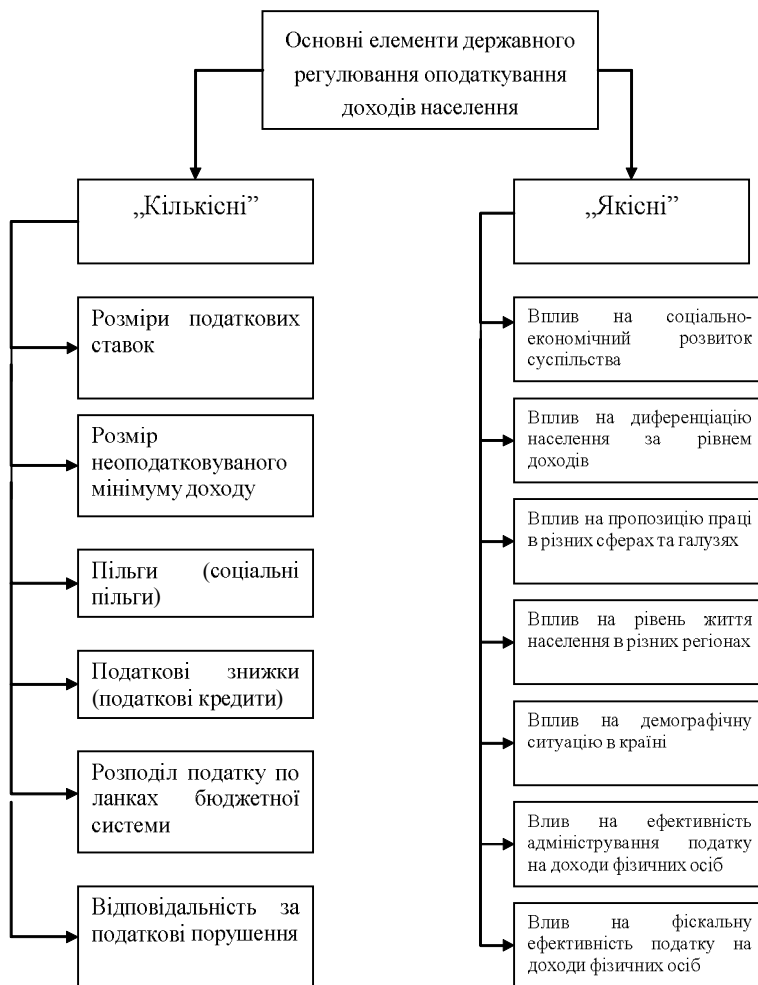 Основні елементи державного
регулювання оподаткування
доходів населення
„Кількісні”
Розміри податкових
ставок
Розмір
неоподатковуваного
мінімуму доходу
Пільги (соціальні
пільги)
Податкові знижки
(податкові кредити)
Розподіл податку по
ланках бюджетної
системи
Відповідальність за
податкові порушення
„Якісні”
Вплив на соціально-
економічний розвиток
суспільства
Вплив на диференціацію
населення за рівнем
доходів
Вплив на пропозицію праці
в різних сферах та галузях
Вплив на рівень життя
населення в різних регіонах
Вплив на демографічну
ситуацію в країні
Влив на ефективність
адміністрування податку
на доходи фізичних осіб
Влив на фіскальну
ефективність податку на
доходи фізичних осіб